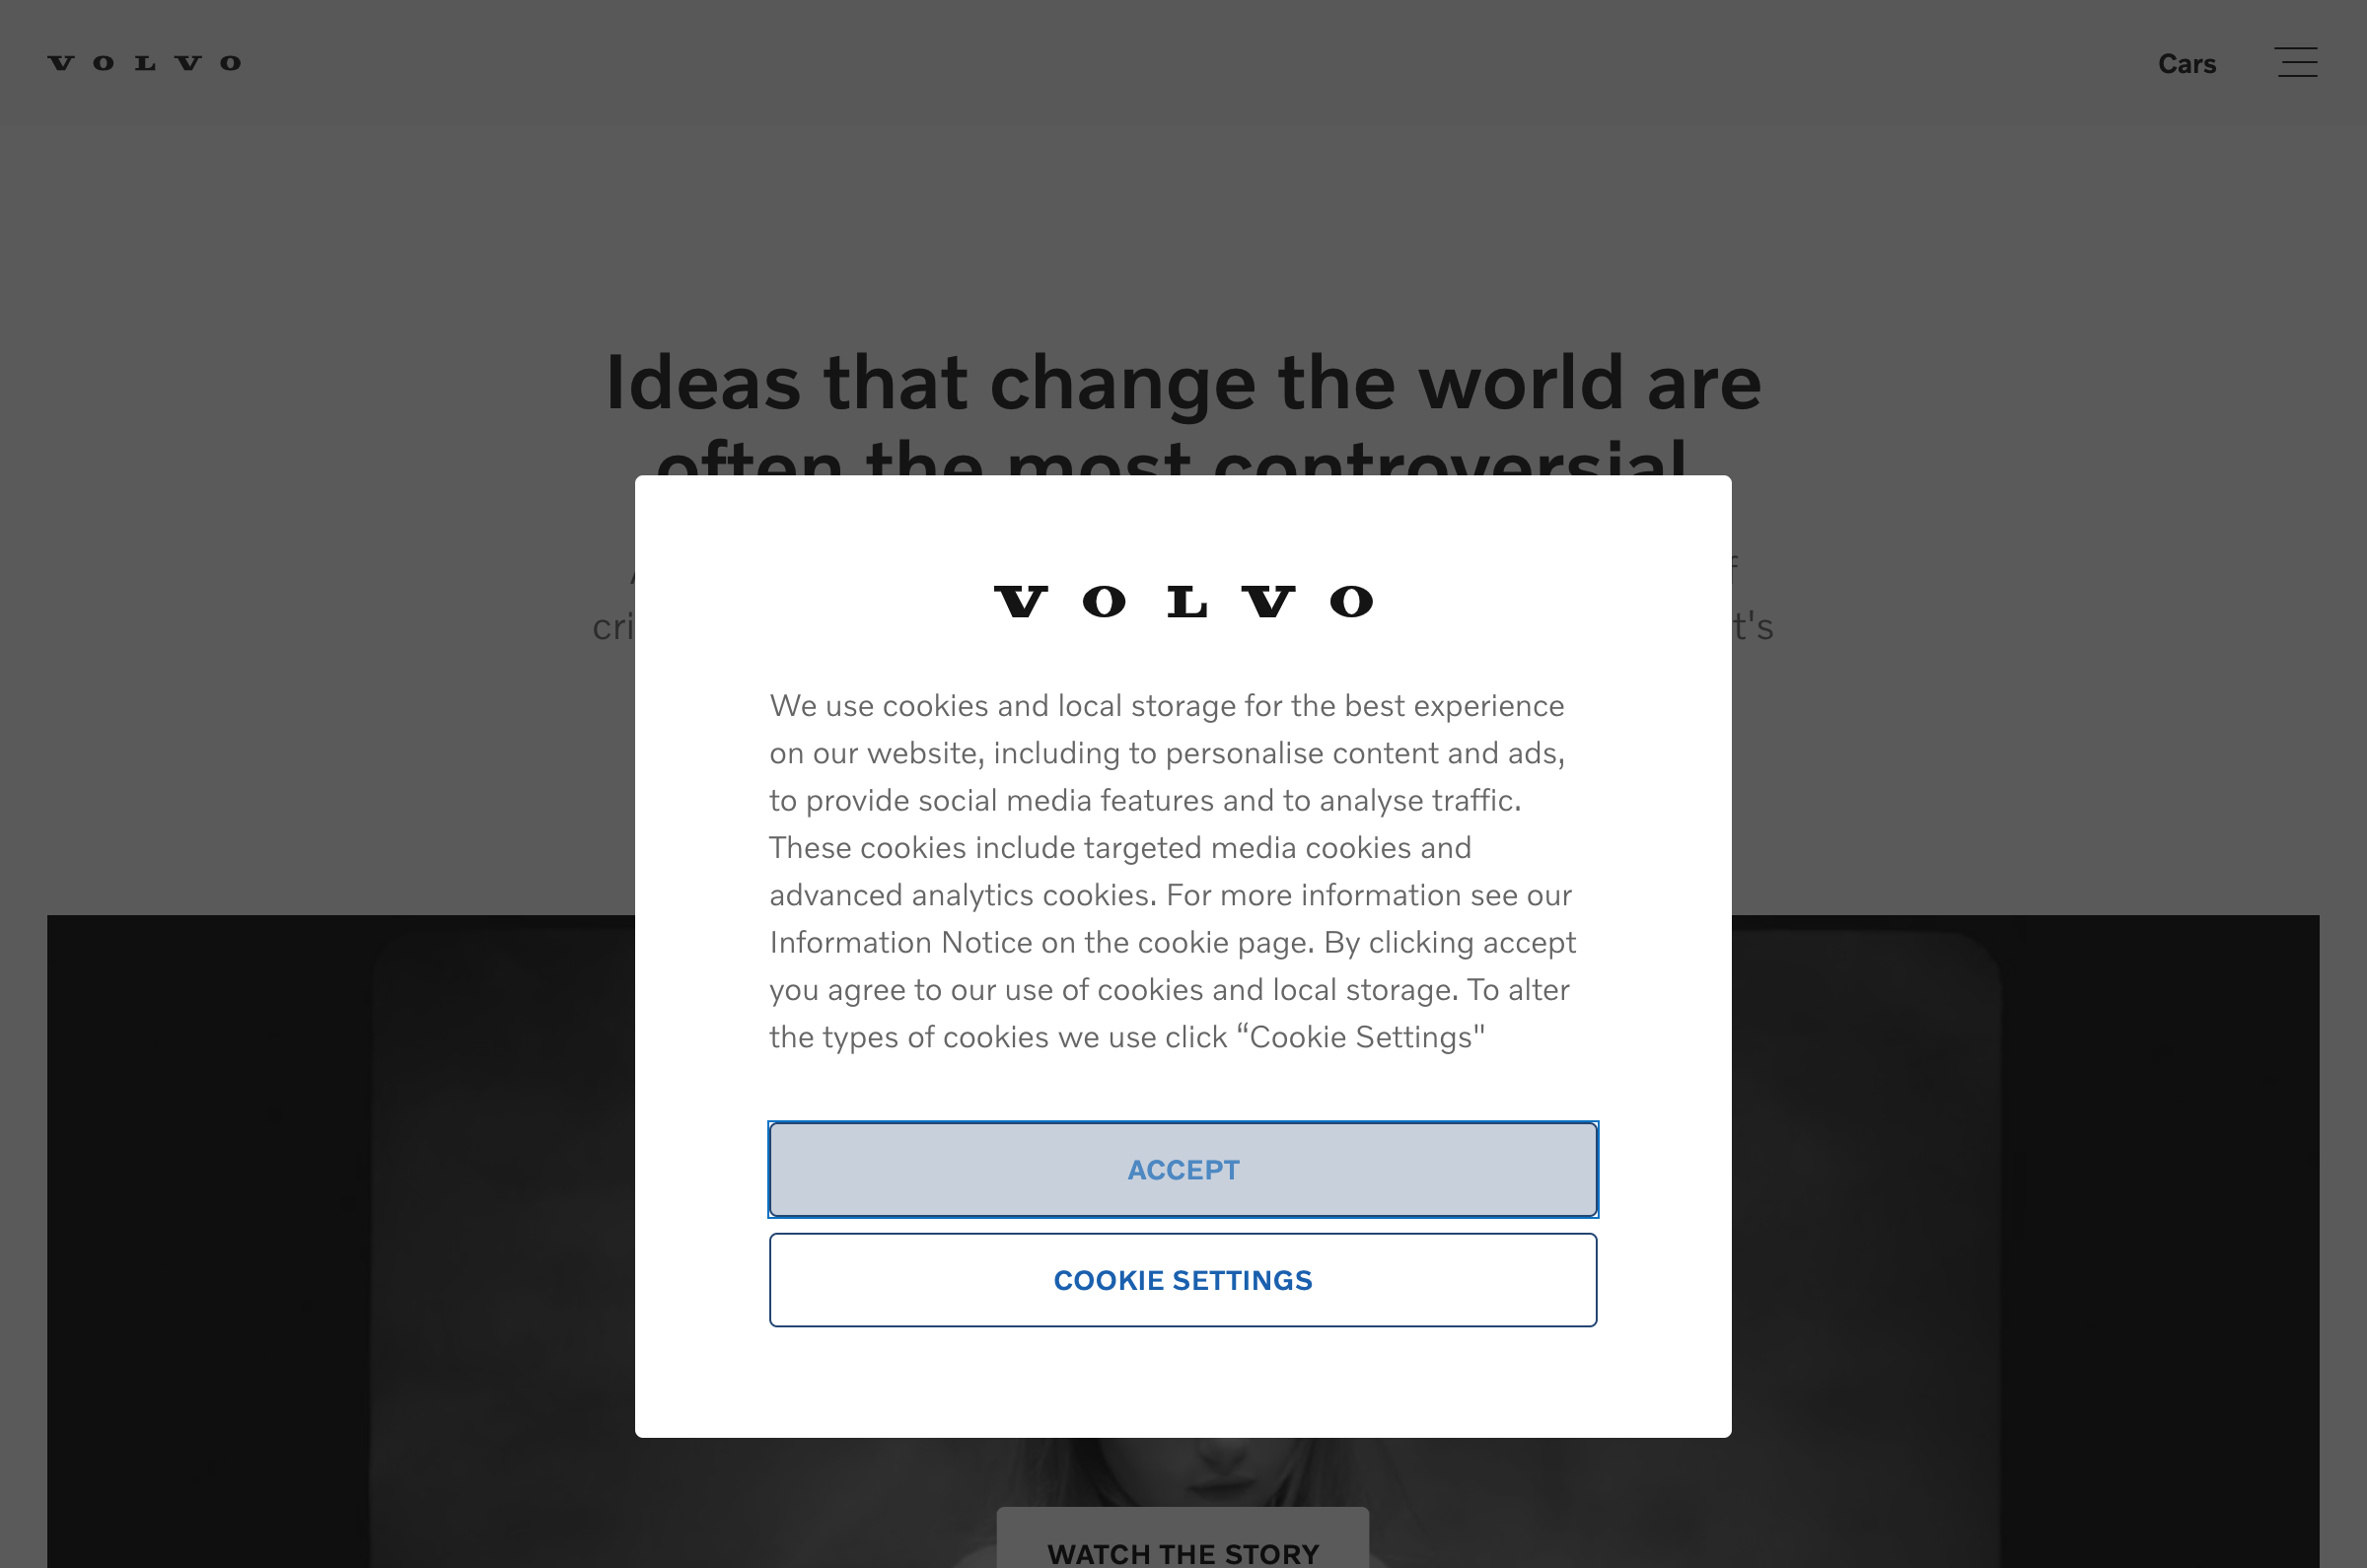 VOLVO
Cars
Ideas that change the world are
often the most controversial
cri
t's
VOLVO
We use cookies and local storage for the best experience
on our website, including to personalise content and ads,
to provide social media features and to analyse traffic.
These cookies include targeted media cookies and
advanced analytics cookies. For more information see our
Information Notice on the cookie page. By clicking accept
you agree to our use of cookies and local storage. To alter
the types of cookies we use click “Cookie Settings"
ACCEPT
COOKIE SETTINGS
WATCH THE STORY